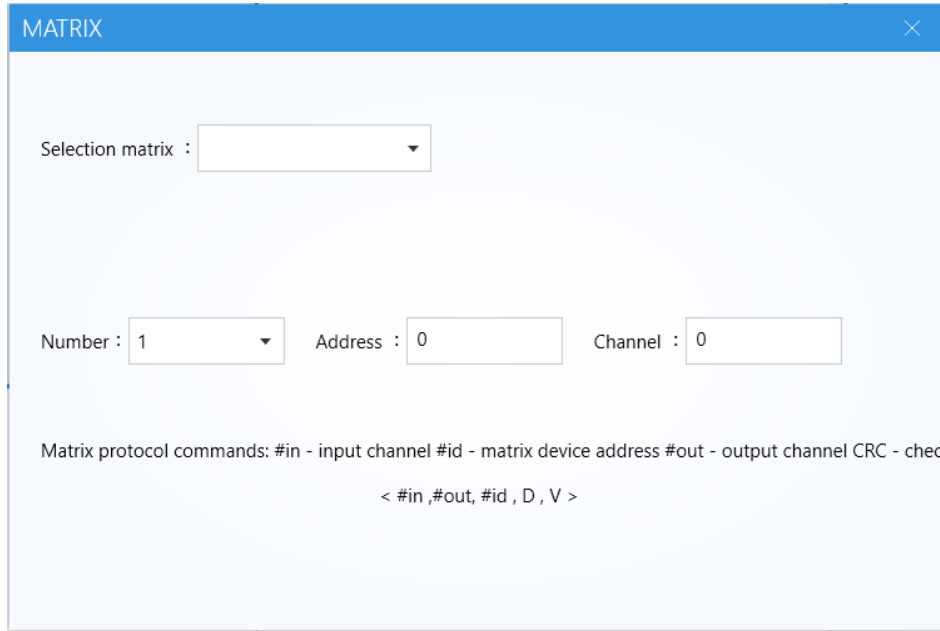 MATRIX
Selection matrix :
Number : 1 Address : 0 Channel : 0
Matrix protocol commands: #in - input channel #id - matrix device address #out - output channel CRC - chec
< #in ,#out, #id , D , V >